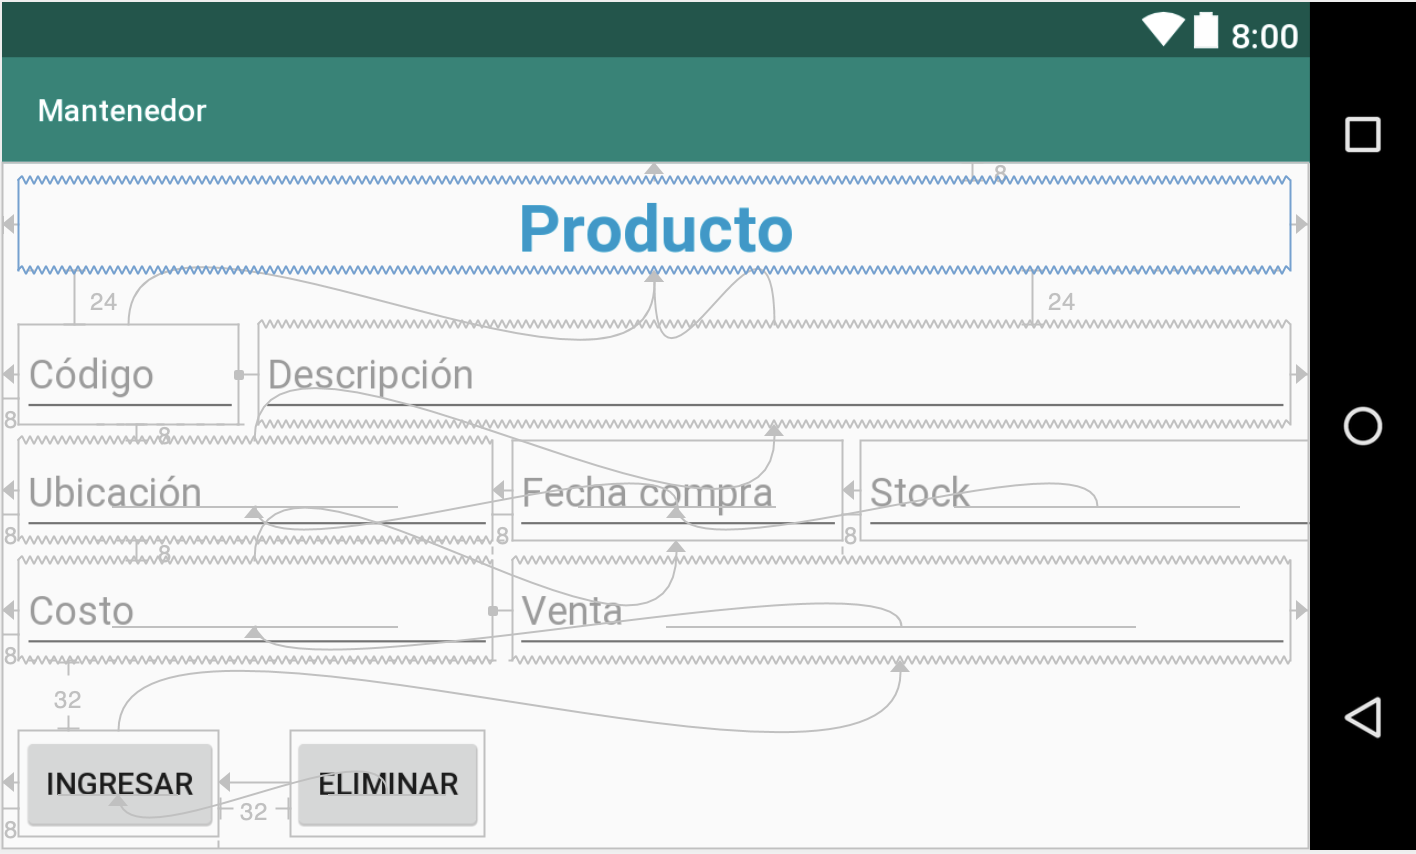 8:00
Mantenedor
8
Producto
24 24
Código Descripción
8 8
Ubicación Fecha compra Stock
8 8 8 8
Costo Venta
8
32
INGRESAR ELIMINAR
8 32